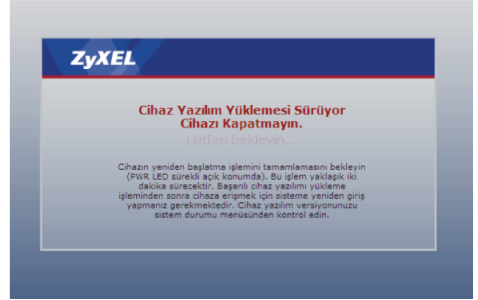 ZyXEL
Cihaz Yazılım Yüklemesi Sürüyor
Cihazı Kapatmayın.
Lütfen bekleyin...
Cihazın yeniden başlatma işlemini tamamlamasını bekleyin
(PWR LED sürekli açık konumda). Bu işlem yaklaşık iki
dakika sürecektir. Başarılı cihaz yazılımı yükleme
işleminden sonra cihaza erişmek için sisteme yeniden giriş
yapmanız gerekmektedir. Cihaz yazılım versiyonunuzu
sistem durumu menüsünden kontrol edin.